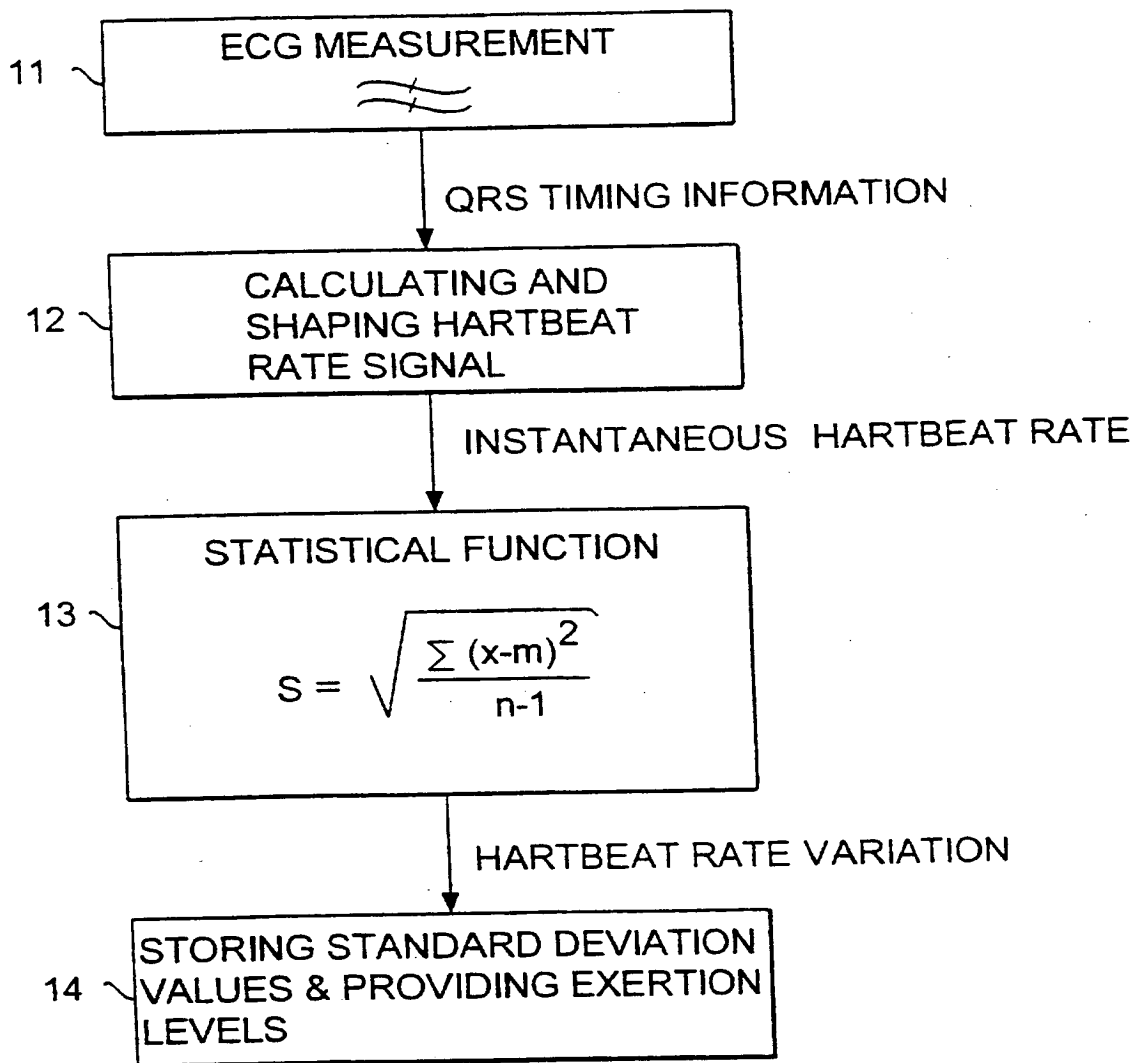 ECG MEASUREMENT
11
QRS TIMING INFORMATION
CALCULATING AND
SHAPING HARTBEAT
RATE SIGNAL
12
INSTANTANEOUS HARTBEAT RATE
STATISTICAL FUNCTION
13
S = √(∑ (x-m)² / n-1)
HARTBEAT RATE VARIATION
STORING STANDARD DEVIATION
VALUES & PROVIDING EXERTION
LEVELS
14